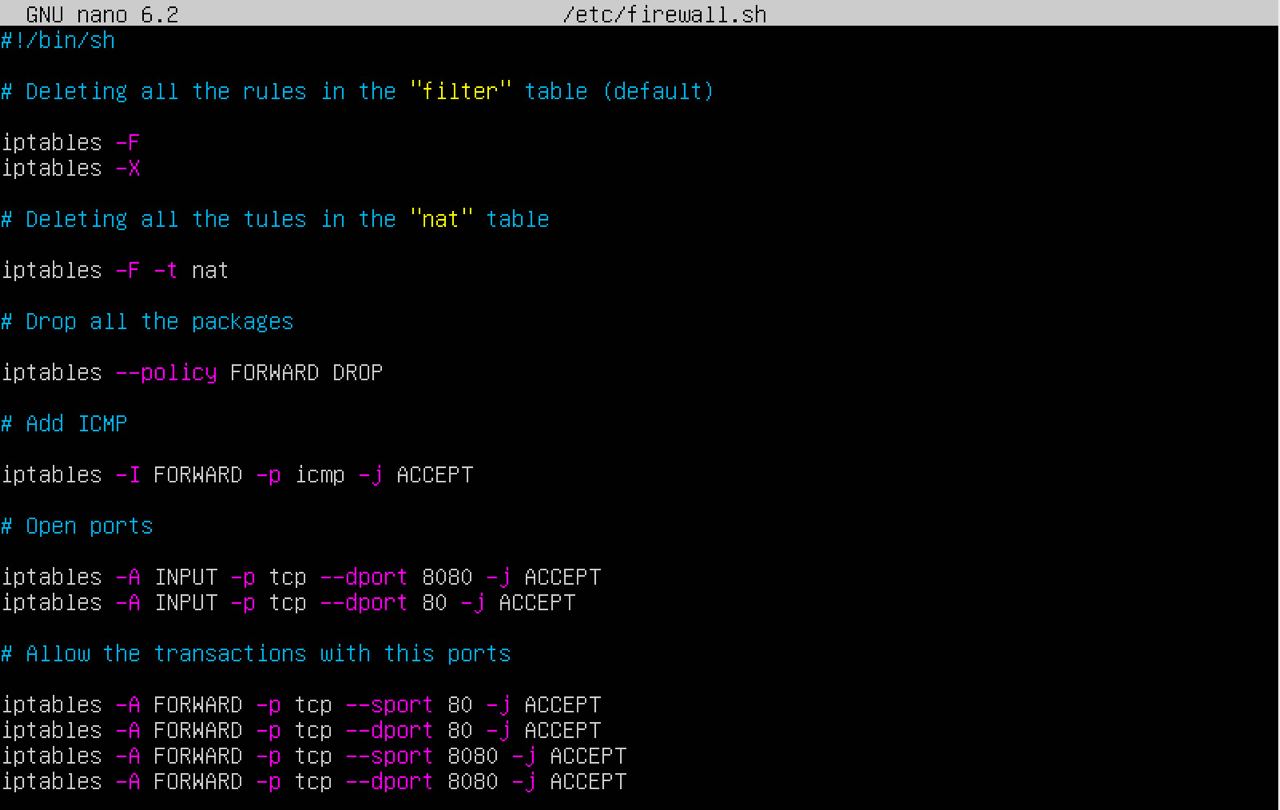 GNU nano 6.2 /etc/firewall.sh
#!/bin/sh
# Deleting all the rules in the "filter" table (default)
iptables -F
iptables -X
# Deleting all the tules in the "nat" table
iptables -F -t nat
# Drop all the packages
iptables --policy FORWARD DROP
# Add ICMP
iptables -I FORWARD -p icmp -j ACCEPT
# Open ports
iptables -A INPUT -p tcp --dport 8080 -j ACCEPT
iptables -A INPUT -p tcp --dport 80 -j ACCEPT
# Allow the transactions with this ports
iptables -A FORWARD -p tcp --sport 80 -j ACCEPT
iptables -A FORWARD -p tcp --dport 80 -j ACCEPT
iptables -A FORWARD -p tcp --sport 8080 -j ACCEPT
iptables -A FORWARD -p tcp --dport 8080 -j ACCEPT